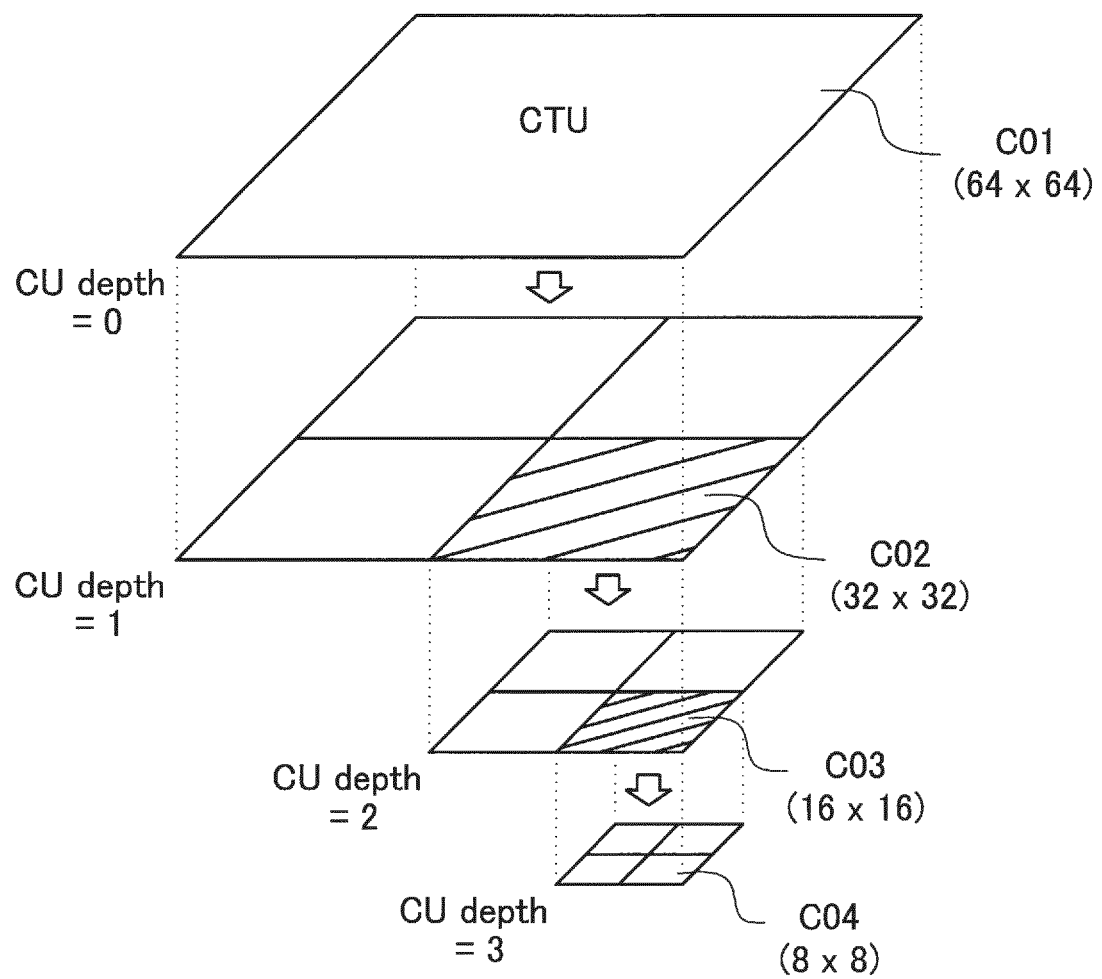 CTU
C01
(64 x 64)
CU depth
= 0
C02
(32 x 32)
CU depth
= 1
C03
(16 x 16)
CU depth
= 2
C04
(8 x 8)
CU depth
= 3